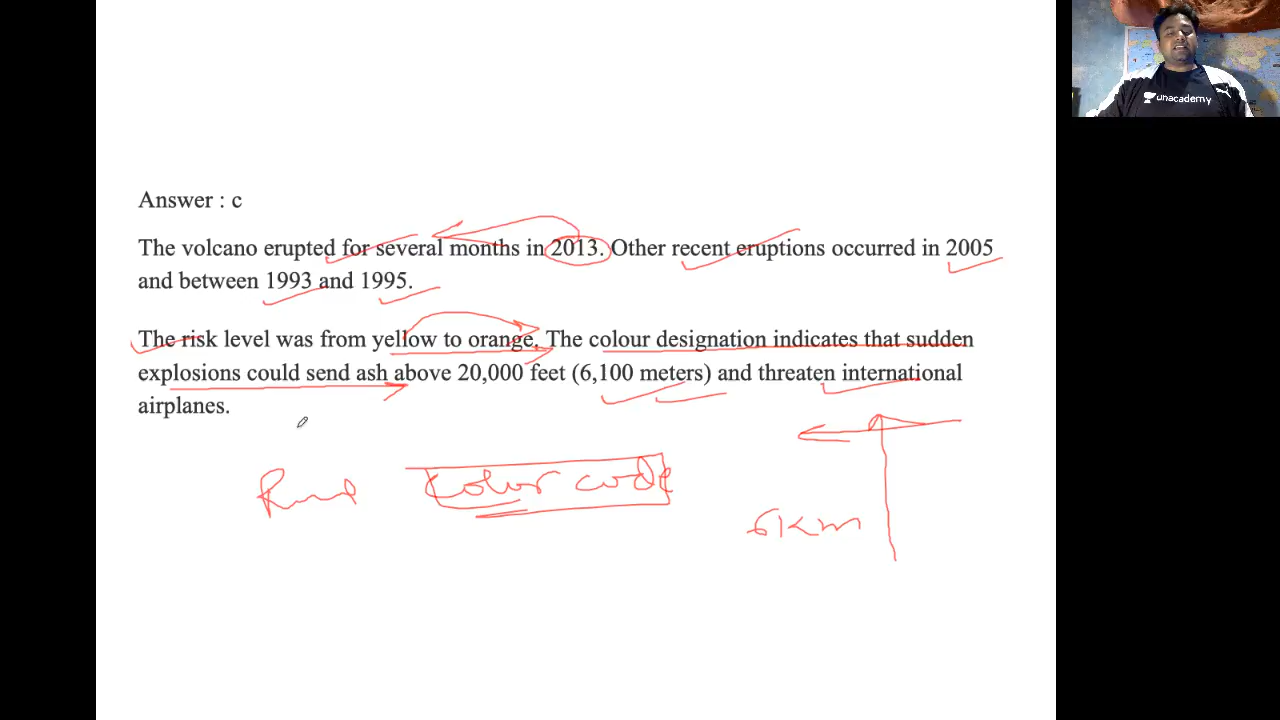 unacademy
Answer : c
The volcano erupted for several months in 2013. Other recent eruptions occurred in 2005
and between 1993 and 1995.
The risk level was from yellow to orange. The colour designation indicates that sudden
explosions could send ash above 20,000 feet (6,100 meters) and threaten international
airplanes.
Color code
6km